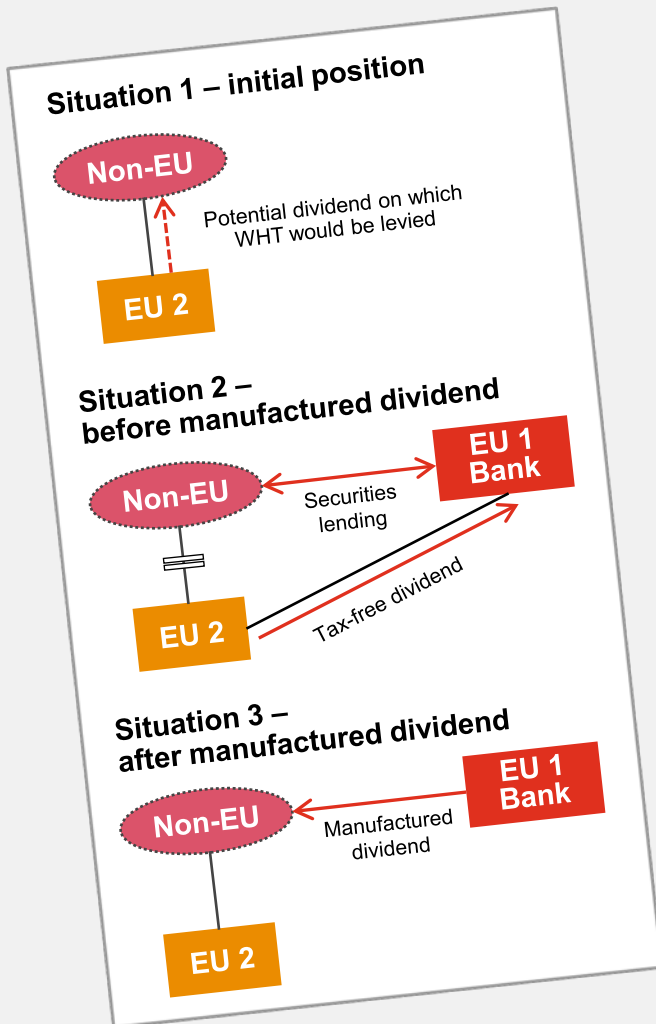 Situation 1 – initial position
Non-EU
Potential dividend on which
WHT would be levied
EU 2
Situation 2 –
before manufactured dividend
EU 1
Bank
Non-EU
Securities
lending
EU 2
Tax-free dividend
Situation 3 –
after manufactured dividend
EU 1
Bank
Non-EU
Manufactured
dividend
EU 2